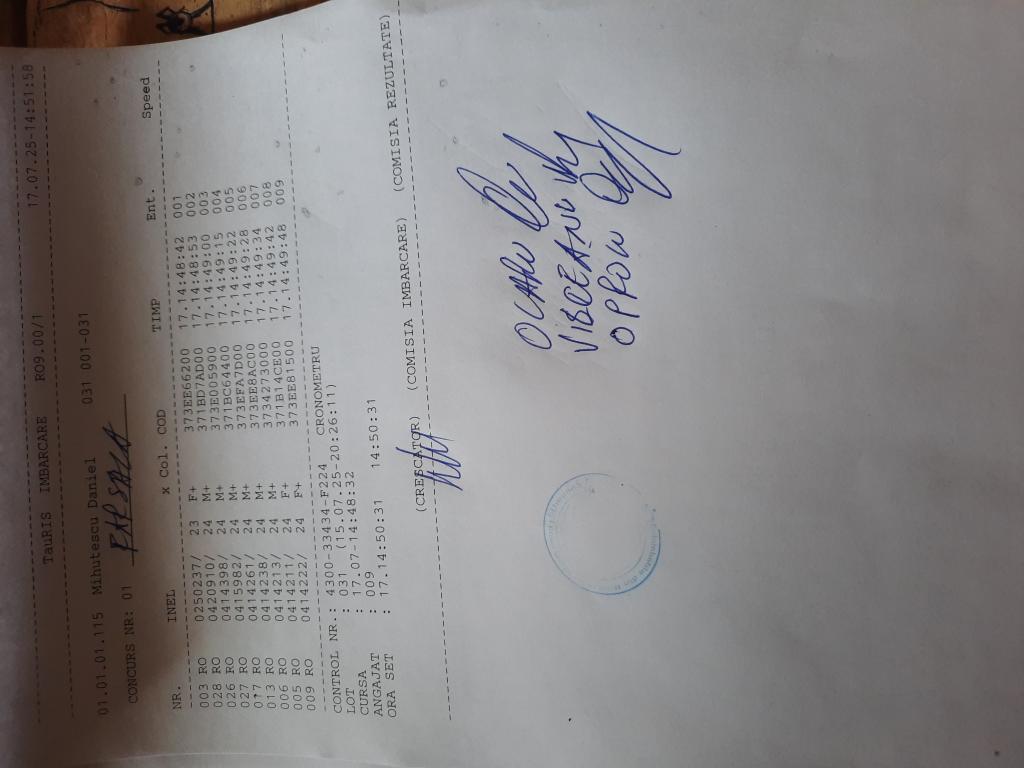 TauRIS IMBARCARE RO9.00/1 17.07.25-14:51:58
01.01.01.115 Mihutescu Daniel 031 001-031
CONCURS NR: 01 PARSALA
NR. INEL x Col. COD TIMP Ent. Speed
003 RO 0250237/ 23 F+ 373EE66200 17.14:48:42 001
028 RO 0420910/ 24 M+ 371BD7AD00 17.14:48:53 002
026 RO 0414398/ 24 M+ 373B005900 17.14:49:00 003
027 RO 0415982/ 24 M+ 371BC64400 17.14:49:15 004
017 RO 0414261/ 24 M+ 373EFA7D00 17.14:49:22 005
013 RO 0414238/ 24 M+ 373EE8AC00 17.14:49:28 006
006 RO 0414213/ 24 M+ 3734273D00 17.14:49:34 007
005 RO 0414211/ 24 F+ 371B14CE00 17.14:49:42 008
009 RO 0414222/ 24 F+ 373EE81500 17.14:49:48 009
CONTROL NR.: 4300-33434-F224 CRONOMETRU
LOT : 031 (15.07.25-20:26:11)
CURSA : 17.07-14:48:32
ANGAJAT : 009
ORA SET : 17.14:50:31 14:50:31
(CRESCATOR) (COMISIA IMBARCARE) (COMISIA REZULTATE)